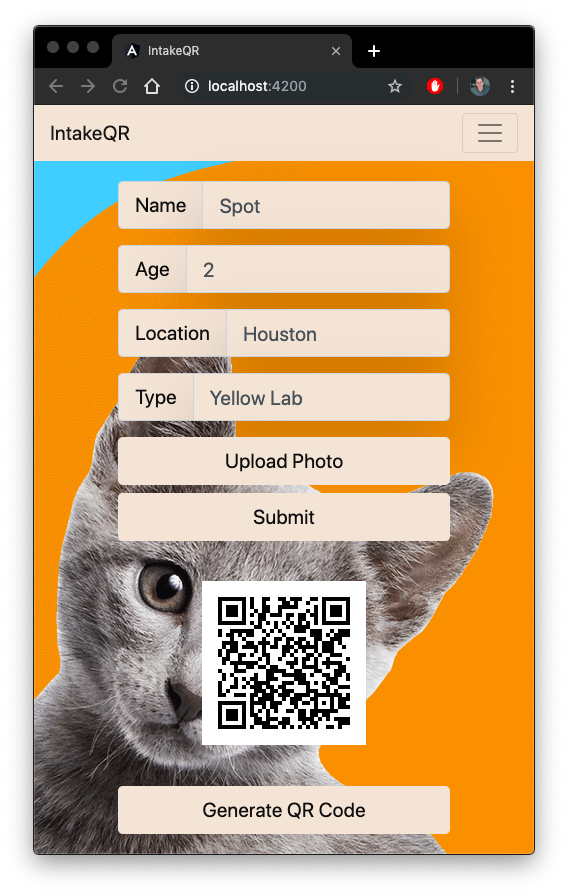 IntakeQR
localhost:4200
IntakeQR
Name Spot
Age 2
Location Houston
Type Yellow Lab
Upload Photo
Submit
Generate QR Code